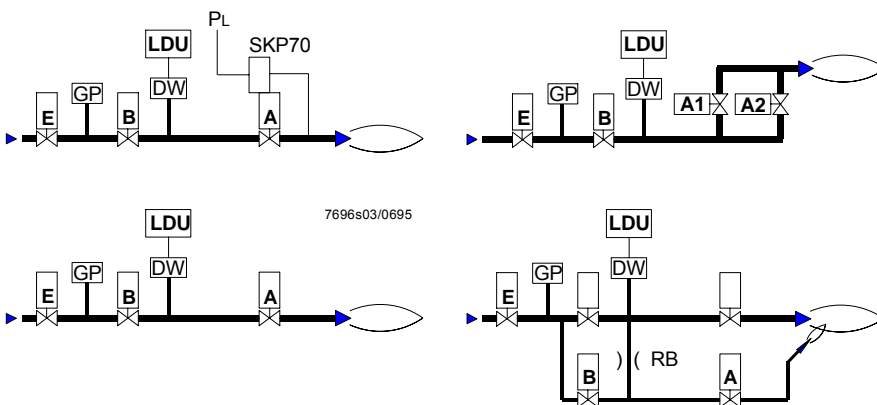 PL
LDU
SKP70
GP
DW
E
B
A
LDU
GP
DW
A1
A2
E
B
7696s03/0695
LDU
GP
DW
E
B
A
LDU
GP
DW
E
) ( RB
B
A